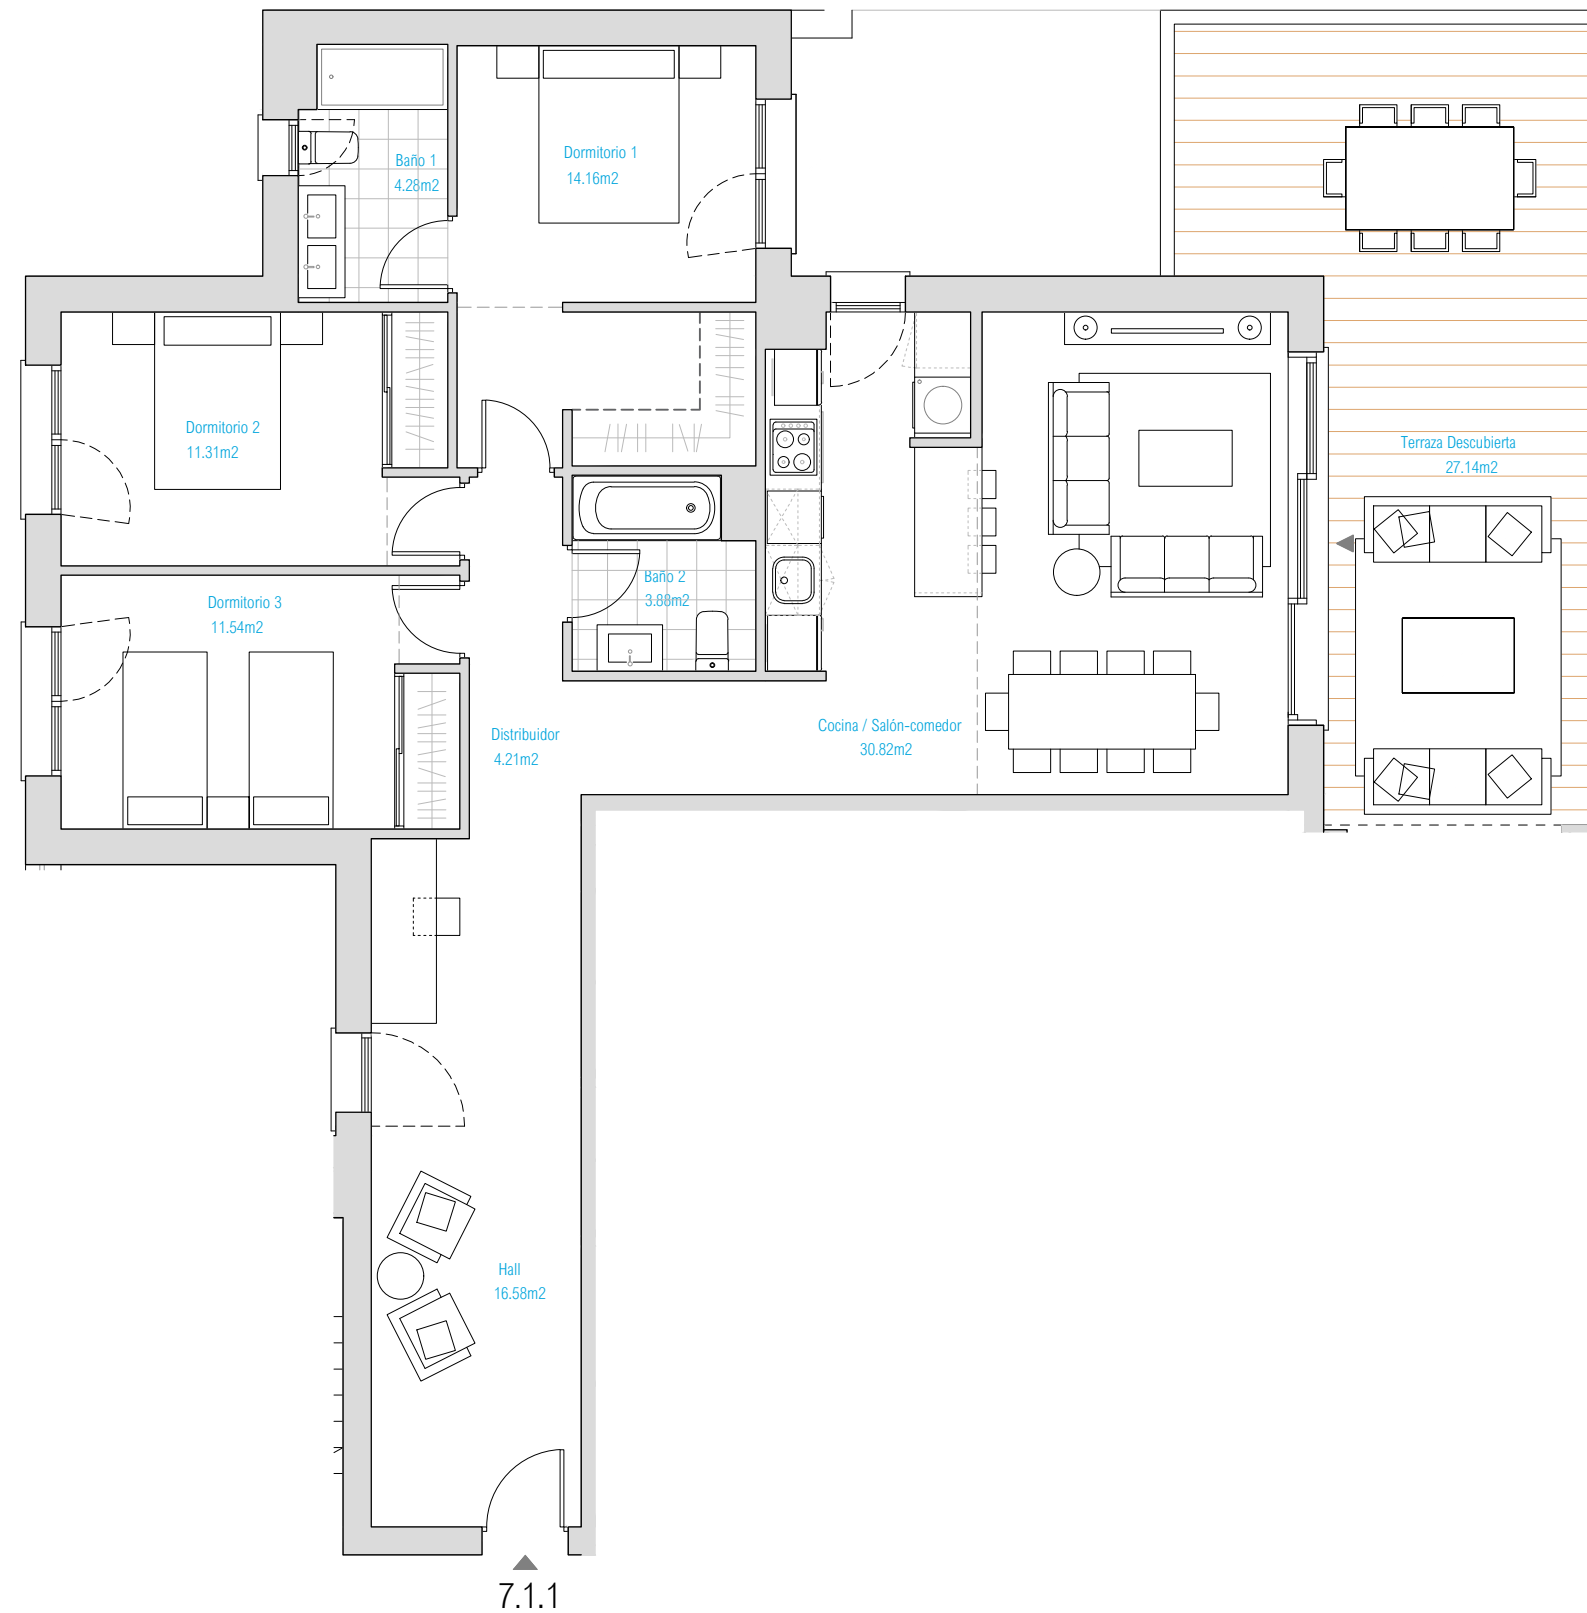 Baño 1
4.28m2
Dormitorio 1
14.16m2
Dormitorio 2
11.31m2
Terraza Descubierta
27.14m2
Baño 2
3.88m2
Dormitorio 3
11.54m2
Distribuidor
4.21m2
Cocina / Salón-comedor
30.82m2
Hall
16.58m2
7.1.1